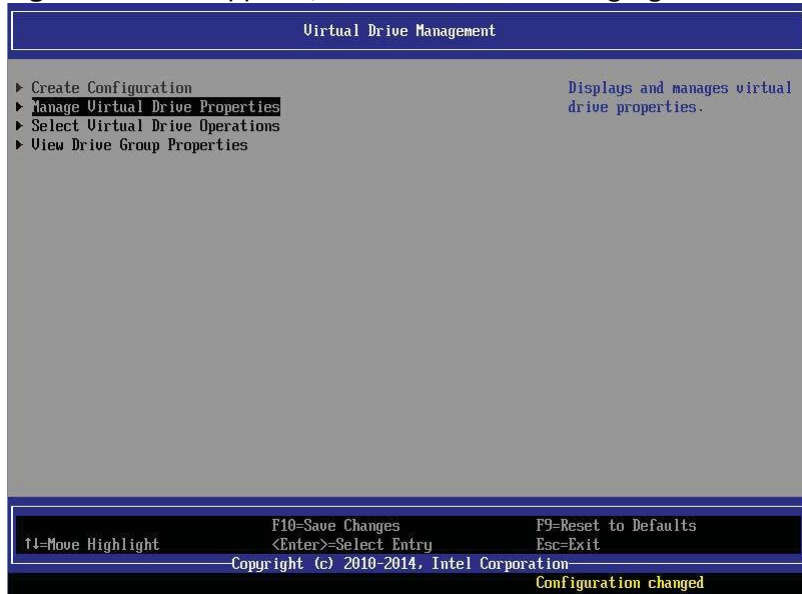 Virtual Drive Management
▶ Create Configuration
▶ Manage Virtual Drive Properties
▶ Select Virtual Drive Operations
▶ View Drive Group Properties
Displays and manages virtual
drive properties.
F10=Save Changes
F9=Reset to Defaults
↑↓=Move Highlight
<Enter>=Select Entry
Esc=Exit
Copyright (c) 2010-2014, Intel Corporation
Configuration changed